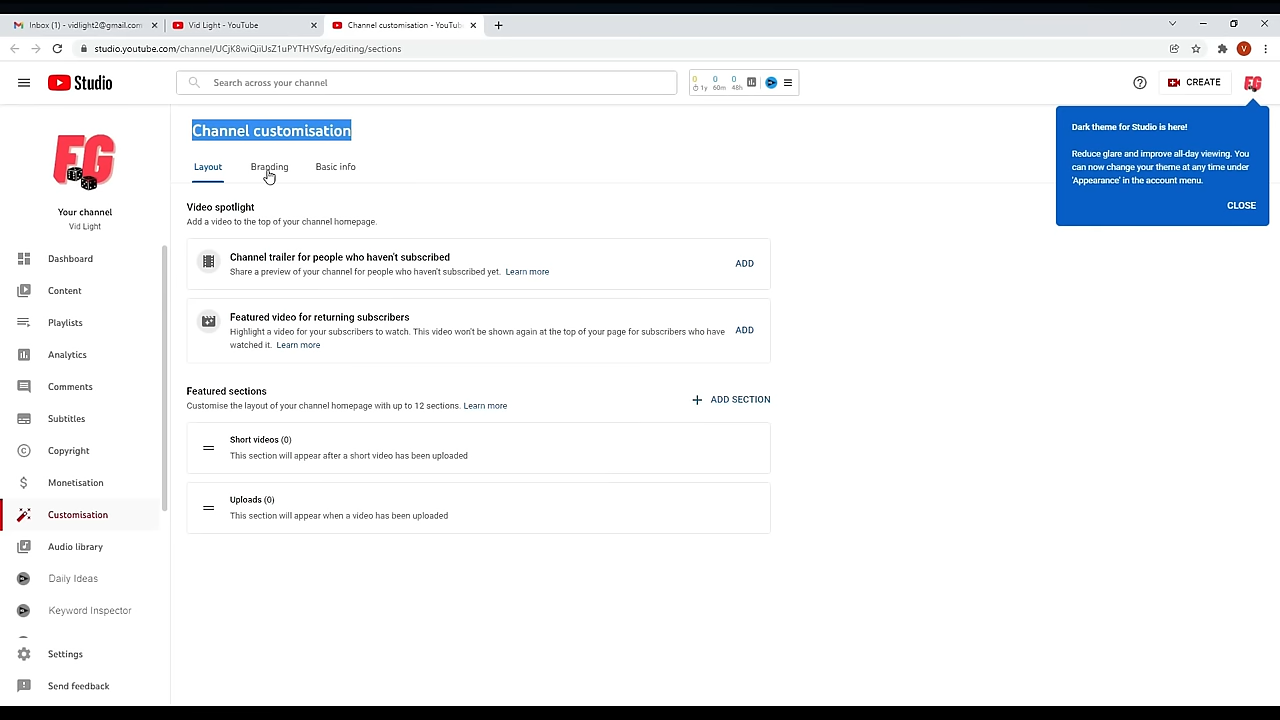 Inbox (1) - vidlight2@gmail.com
Vid Light - YouTube
Channel customisation - YouTub
studio.youtube.com/channel/UCjK8wiQiiUsZ1uPYTHYSvfg/editing/sections
Studio
Search across your channel
0 0 0
1y 60m 48h
CREATE
V
FG
Channel customisation
Layout Branding Basic info
Dark theme for Studio is here!
Reduce glare and improve all-day viewing. You
can now change your theme at any time under
'Appearance' in the account menu.
CLOSE
FG
Your channel
Vid Light
Dashboard
Content
Playlists
Analytics
Comments
Subtitles
Copyright
Monetisation
Customisation
Audio library
Daily Ideas
Keyword Inspector
Settings
Send feedback
Video spotlight
Add a video to the top of your channel homepage.
Channel trailer for people who haven't subscribed
Share a preview of your channel for people who haven't subscribed yet. Learn more
ADD
Featured video for returning subscribers
Highlight a video for your subscribers to watch. This video won't be shown again at the top of your page for subscribers who have
watched it. Learn more
ADD
Featured sections
Customise the layout of your channel homepage with up to 12 sections. Learn more
ADD SECTION
Short videos (0)
This section will appear after a short video has been uploaded
Uploads (0)
This section will appear when a video has been uploaded